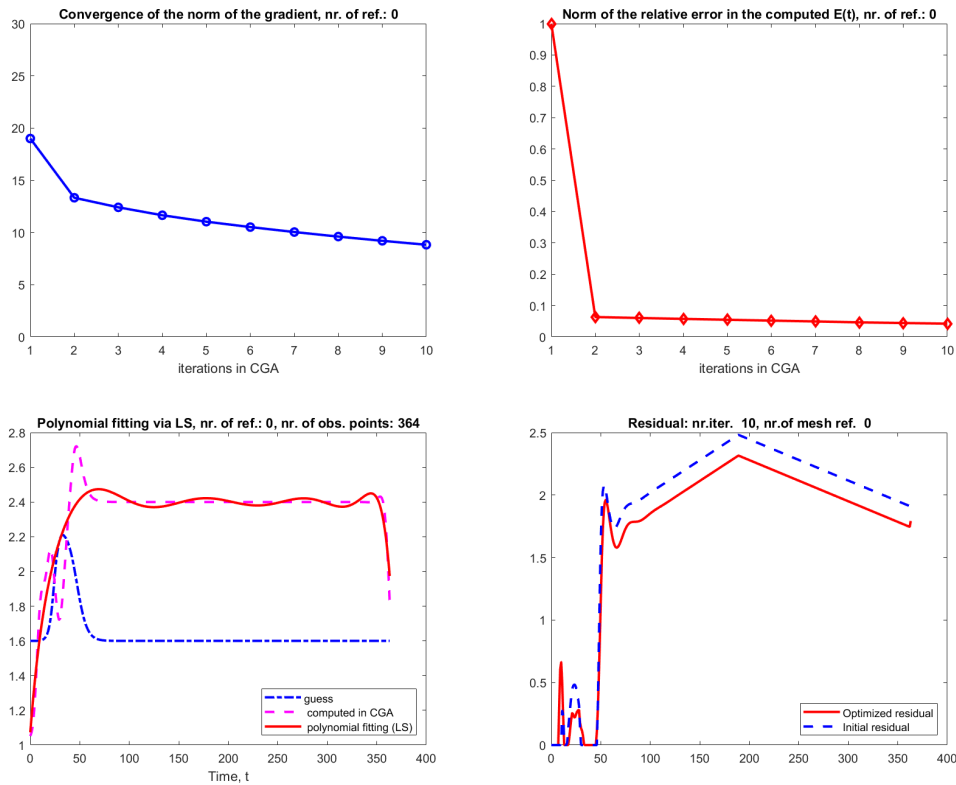 Convergence of the norm of the gradient, nr. of ref.: 0
30
25
20
15
10
5
0
1 2 3 4 5 6 7 8 9 10
iterations in CGA
Norm of the relative error in the computed E(t), nr. of ref.: 0
1
0.9
0.8
0.7
0.6
0.5
0.4
0.3
0.2
0.1
0
1 2 3 4 5 6 7 8 9 10
iterations in CGA
Polynomial fitting via LS, nr. of ref.: 0, nr. of obs. points: 364
2.8
2.6
2.4
2.2
2
1.8
1.6
1.4
1.2
1
guess
computed in CGA
polynomial fitting (LS)
0 50 100 150 200 250 300 350 400
Time, t
Residual: nr.iter. 10, nr.of mesh ref. 0
2.5
2
1.5
1
0.5
0
Optimized residual
Initial residual
0 50 100 150 200 250 300 350 400